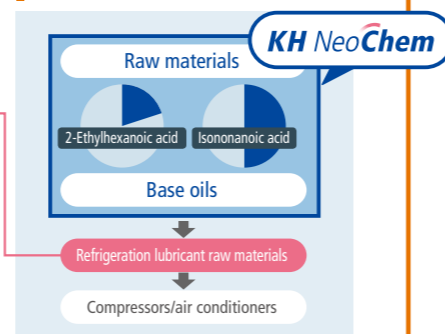 KH NeoChem
Raw materials
2-Ethylhexanoic acid
Isononanoic acid
Base oils
Refrigeration lubricant raw materials
Compressors/air conditioners